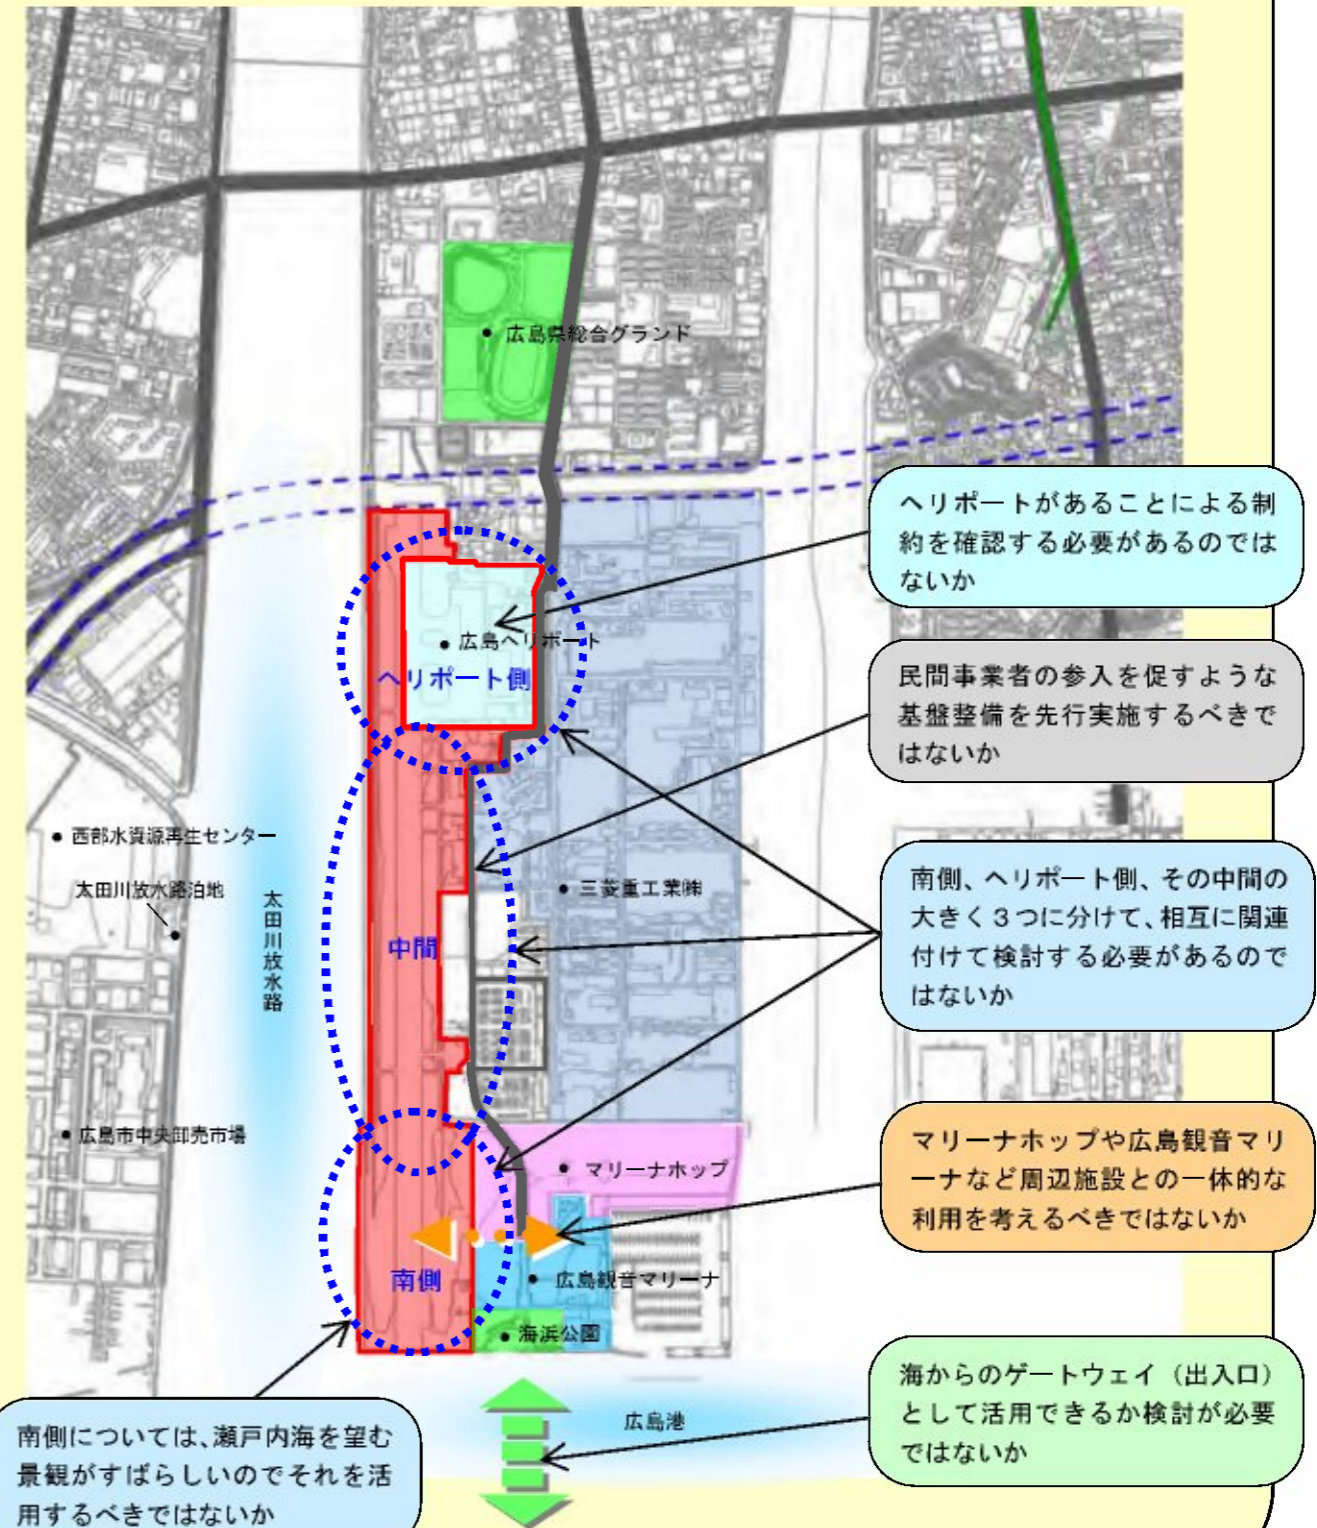 広島県総合グランド
ヘリポートがあることによる制
約を確認する必要があるのでは
ないか
広島ヘリポート
ヘリポート側
民間事業者の参入を促すような
基盤整備を先行実施するべきで
はないか
西部水資源再生センター
太田川放水路泊地
太田川放水路
三菱重工業㈱
中間
南側、ヘリポート側、その中間の
大きく３つに分けて、相互に関連
付けて検討する必要があるので
はないか
広島市中央卸売市場
マリーナホップ
マリーナホップや広島観音マリ
ーナなど周辺施設との一体的な
利用を考えるべきではないか
南側
広島観音マリーナ
海浜公園
海からのゲートウェイ（出入口）
として活用できるか検討が必要
ではないか
広島港
南側については、瀬戸内海を望む
景観がすばらしいのでそれを活
用するべきではないか